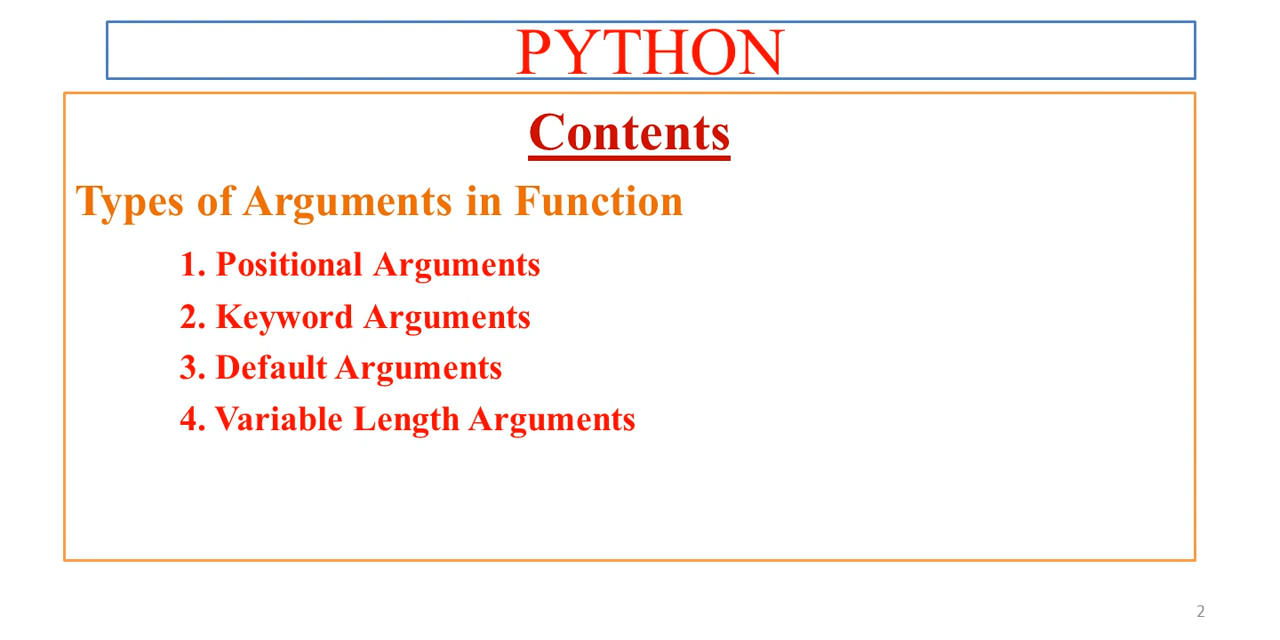 PYTHON
Contents
Types of Arguments in Function
1. Positional Arguments
2. Keyword Arguments
3. Default Arguments
4. Variable Length Arguments
2